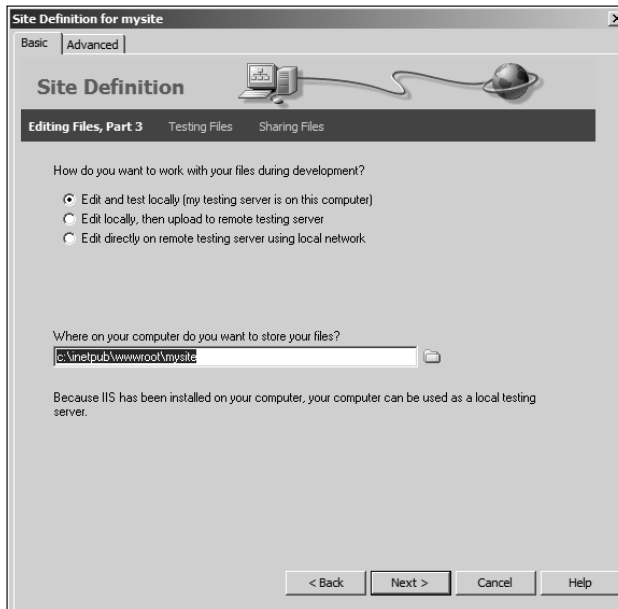 Site Definition for mysite
Basic Advanced
Site Definition
Editing Files, Part 3 Testing Files Sharing Files
How do you want to work with your files during development?
Edit and test locally (my testing server is on this computer)
Edit locally, then upload to remote testing server
Edit directly on remote testing server using local network
Where on your computer do you want to store your files?
c:\inetpub\wwwroot\mysite
Because IIS has been installed on your computer, your computer can be used as a local testing
server.
< Back Next > Cancel Help